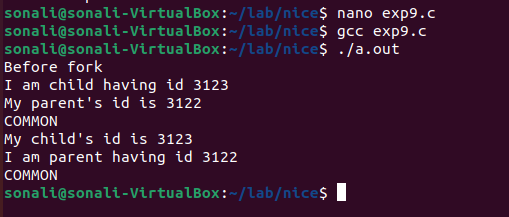 sonali@sonali-VirtualBox:~/lab/nice$ nano exp9.c
sonali@sonali-VirtualBox:~/lab/nice$ gcc exp9.c
sonali@sonali-VirtualBox:~/lab/nice$ ./a.out
Before fork
I am child having id 3123
My parent's id is 3122
COMMON
My child's id is 3123
I am parent having id 3122
COMMON
sonali@sonali-VirtualBox:~/lab/nice$